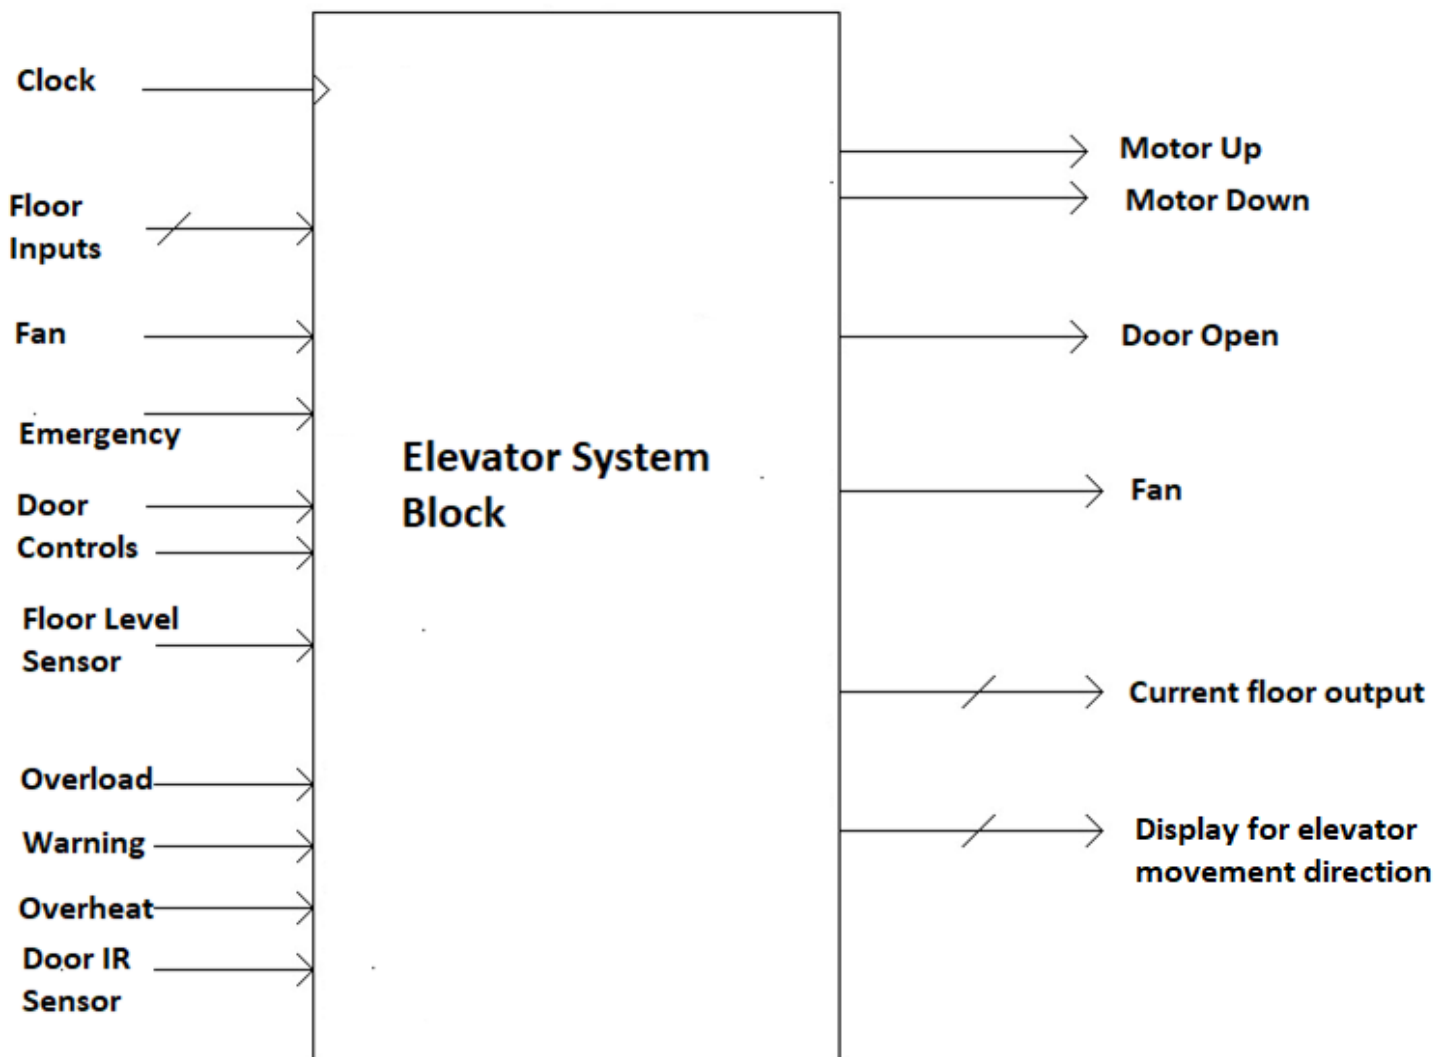 Clock
Floor
Inputs
Fan
Emergency
Door
Controls
Floor Level
Sensor
Overload
Warning
Overheat
Door IR
Sensor
Elevator System
Block
Motor Up
Motor Down
Door Open
Fan
Current floor output
Display for elevator
movement direction